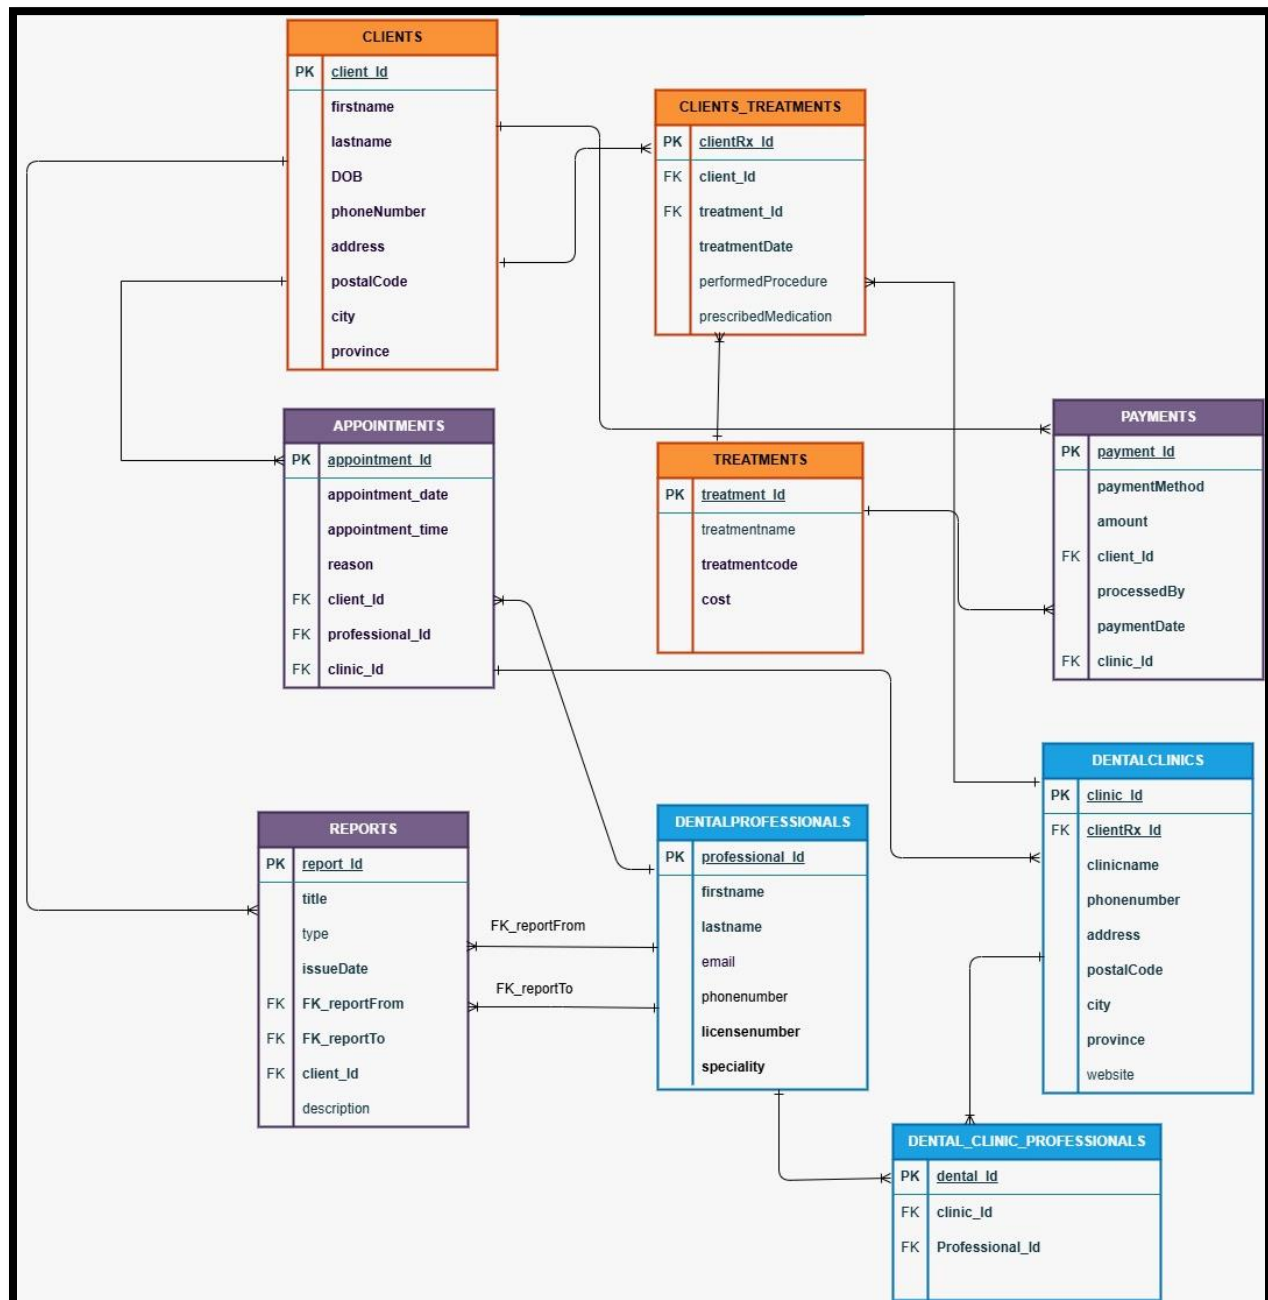 CLIENTS
PK client_Id
firstname
lastname
DOB
phoneNumber
address
postalCode
city
province
CLIENTS_TREATMENTS
PK clientRx_Id
FK client_Id
FK treatment_Id
treatmentDate
performedProcedure
prescribedMedication
APPOINTMENTS
PK appointment_Id
appointment_date
appointment_time
reason
FK client_Id
FK professional_Id
FK clinic_Id
TREATMENTS
PK treatment_Id
treatmentname
treatmentcode
cost
PAYMENTS
PK payment_Id
paymentMethod
amount
FK client_Id
processedBy
paymentDate
FK clinic_Id
REPORTS
PK report_Id
title
type
issueDate
FK FK_reportFrom
FK FK_reportTo
FK client_Id
description
FK_reportFrom
FK_reportTo
DENTALPROFESSIONALS
PK professional_Id
firstname
lastname
email
phonenumber
licensenumber
speciality
DENTALCLINICS
PK clinic_Id
FK clientRx_Id
clinicname
phonenumber
address
postalCode
city
province
website
DENTAL_CLINIC_PROFESSIONALS
PK dental_Id
FK clinic_Id
FK Professional_Id